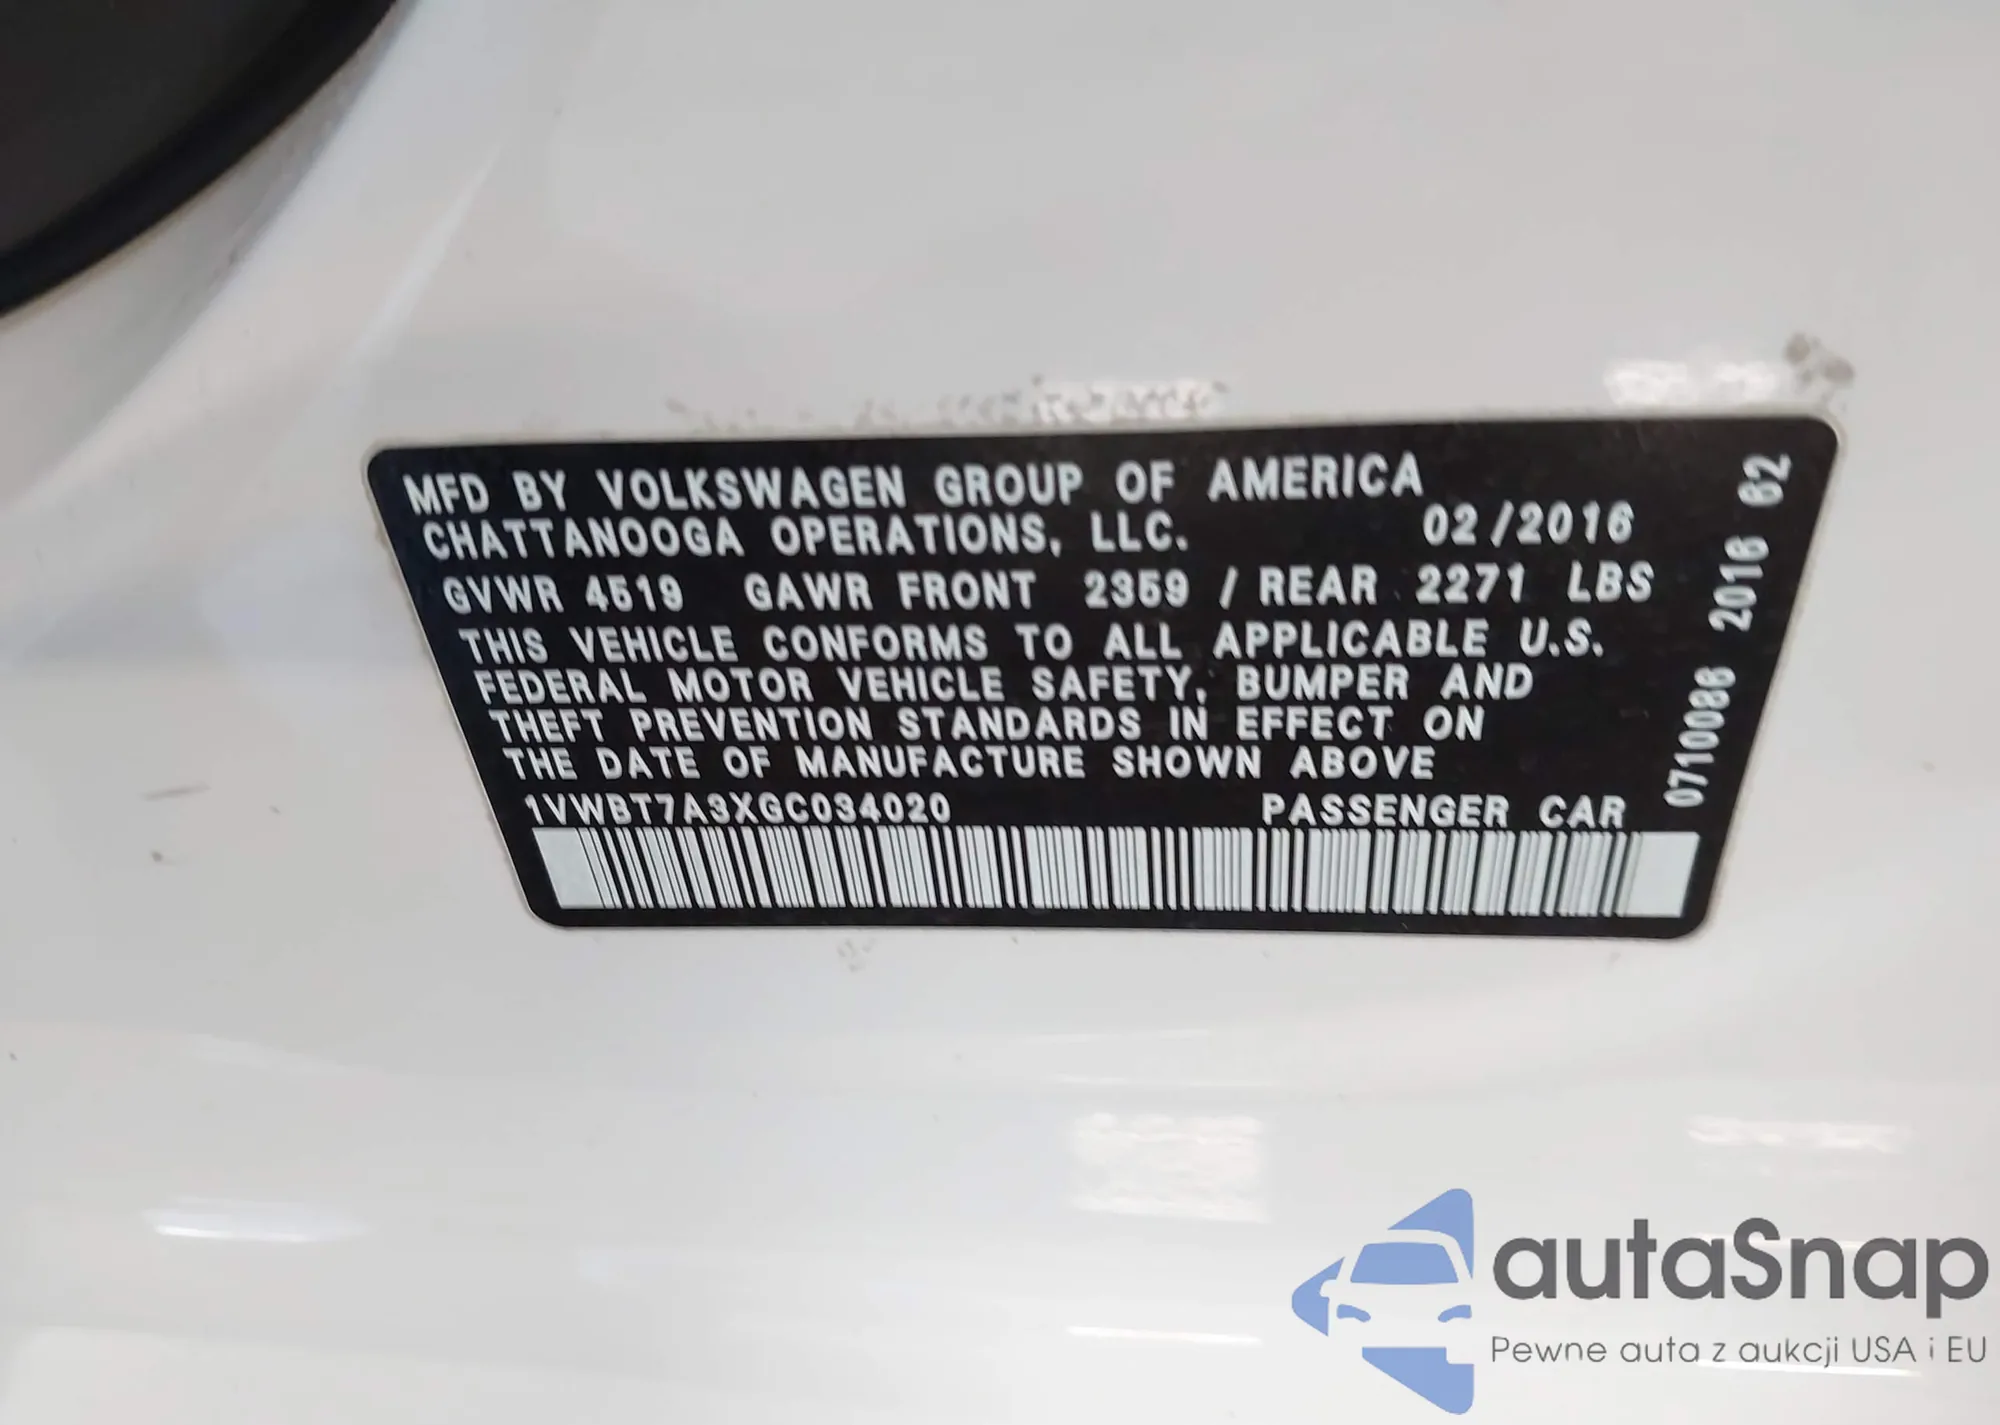 MFD BY VOLKSWAGEN GROUP OF AMERICA
CHATTANOOGA OPERATIONS, LLC. 02/2016
GVWR 4519 GAWR FRONT 2359 / REAR 2271 LBS
THIS VEHICLE CONFORMS TO ALL APPLICABLE U.S.
FEDERAL MOTOR VEHICLE SAFETY, BUMPER AND
THEFT PREVENTION STANDARDS IN EFFECT ON
THE DATE OF MANUFACTURE SHOWN ABOVE
1VWBT7A3XGC034020 PASSENGER CAR
07100886 2016 62
autaSnap
Pewne auta z aukcji USA i EU